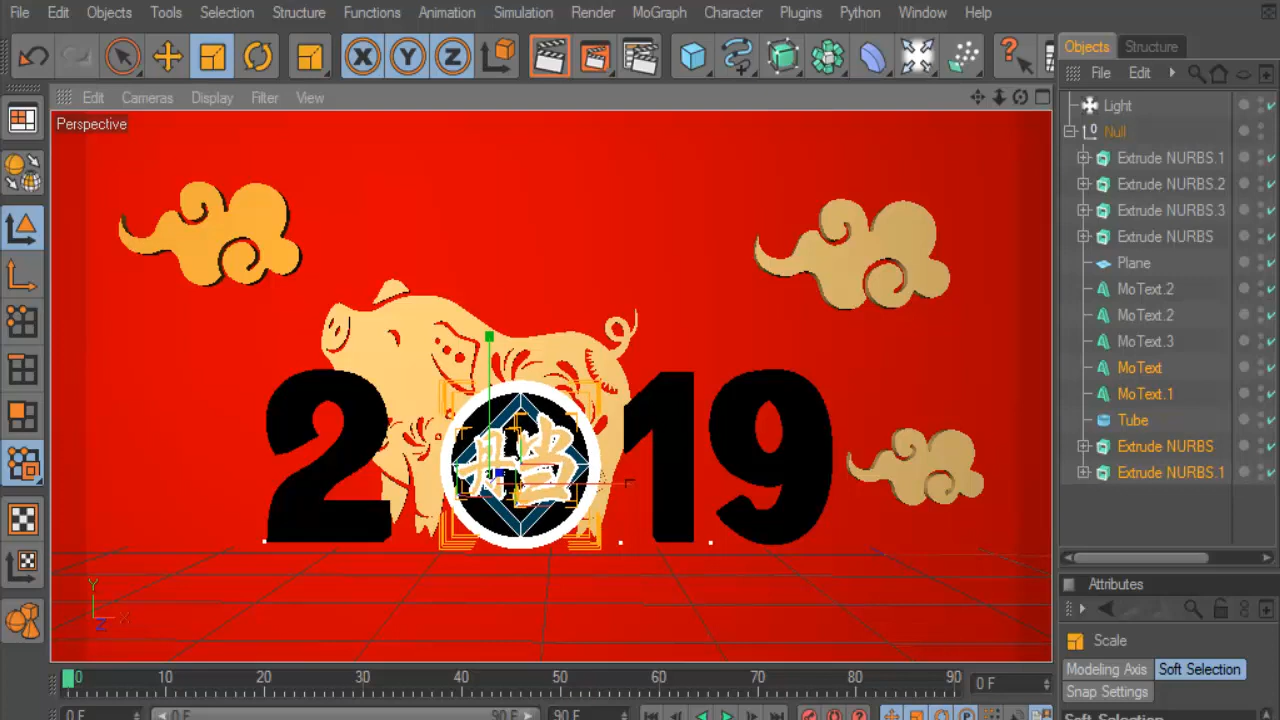 File Edit Objects Tools Selection Structure Functions Animation Simulation Render MoGraph Character Plugins Python Window Help
X Y Z
Objects Structure
File Edit
Edit Cameras Display Filter View
Perspective
Light
Null
Extrude NURBS.1
Extrude NURBS.2
Extrude NURBS.3
Extrude NURBS
Plane
MoText.2
MoText.2
MoText.3
MoText
MoText.1
Tube
Extrude NURBS
Extrude NURBS.1
2 19
Y
X
Z
Attributes
Scale
Modeling Axis Soft Selection
Snap Settings
Soft Selection
0 10 20 30 40 50 60 70 80 90 0 F
0 F 0 F 90 F 90 F